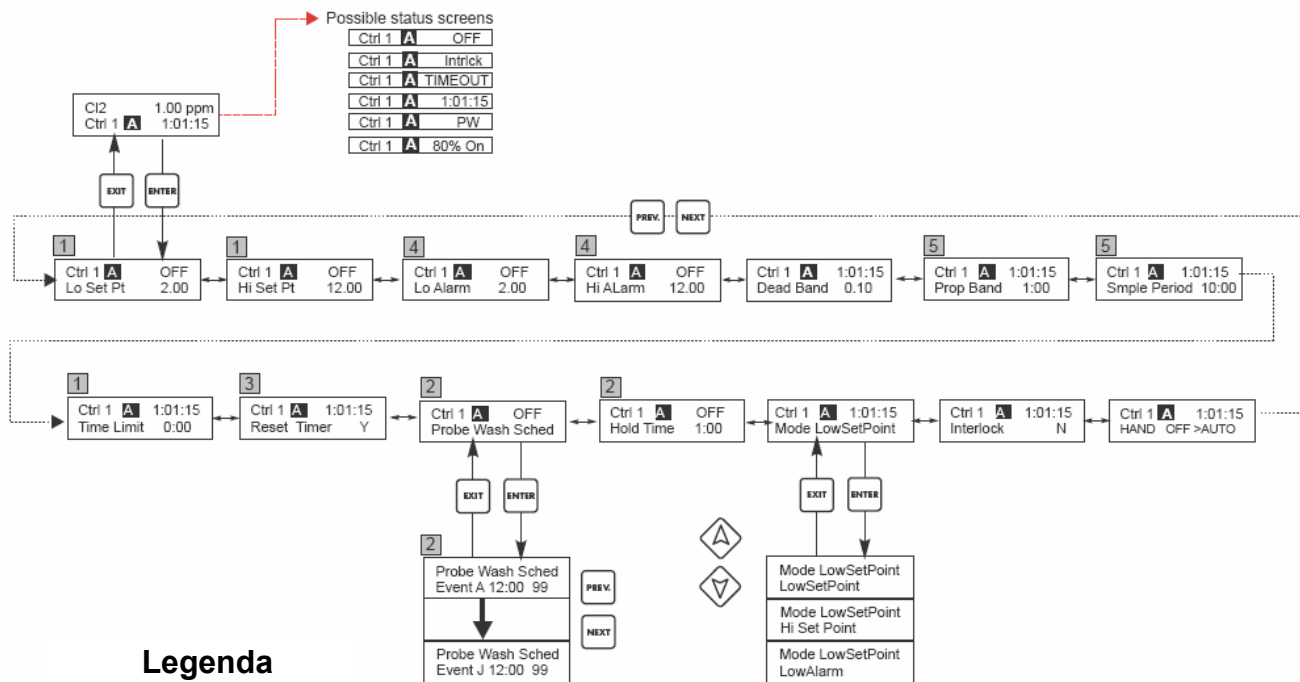 Possible status screens
Ctrl 1 A OFF
Ctrl 1 A Intrlck
Ctrl 1 A TIMEOUT
Ctrl 1 A 1:01:15
Ctrl 1 A PW
Ctrl 1 A 80% On
Cl2 1.00 ppm
Ctrl 1 A 1:01:15
EXIT
ENTER
PREV.
NEXT
1
Ctrl 1 A OFF
Lo Set Pt 2.00
1
Ctrl 1 A OFF
Hi Set Pt 12.00
4
Ctrl 1 A OFF
Lo Alarm 2.00
4
Ctrl 1 A OFF
Hi ALarm 12.00
Ctrl 1 A 1:01:15
Dead Band 0.10
5
Ctrl 1 A 1:01:15
Prop Band 1:00
5
Ctrl 1 A 1:01:15
Smple Period 10:00
1
Ctrl 1 A 1:01:15
Time Limit 0:00
3
Ctrl 1 A 1:01:15
Reset Timer Y
2
Ctrl 1 A OFF
Probe Wash Sched
2
Ctrl 1 A OFF
Hold Time 1:00
Ctrl 1 A 1:01:15
Mode LowSetPoint
Ctrl 1 A 1:01:15
Interlock N
Ctrl 1 A 1:01:15
HAND OFF >AUTO
EXIT
ENTER
EXIT
ENTER
2
Probe Wash Sched
Event A 12:00 99
PREV.
NEXT
Probe Wash Sched
Event J 12:00 99
Mode LowSetPoint
LowSetPoint
Mode LowSetPoint
Hi Set Point
Mode LowSetPoint
LowAlarm
Legenda